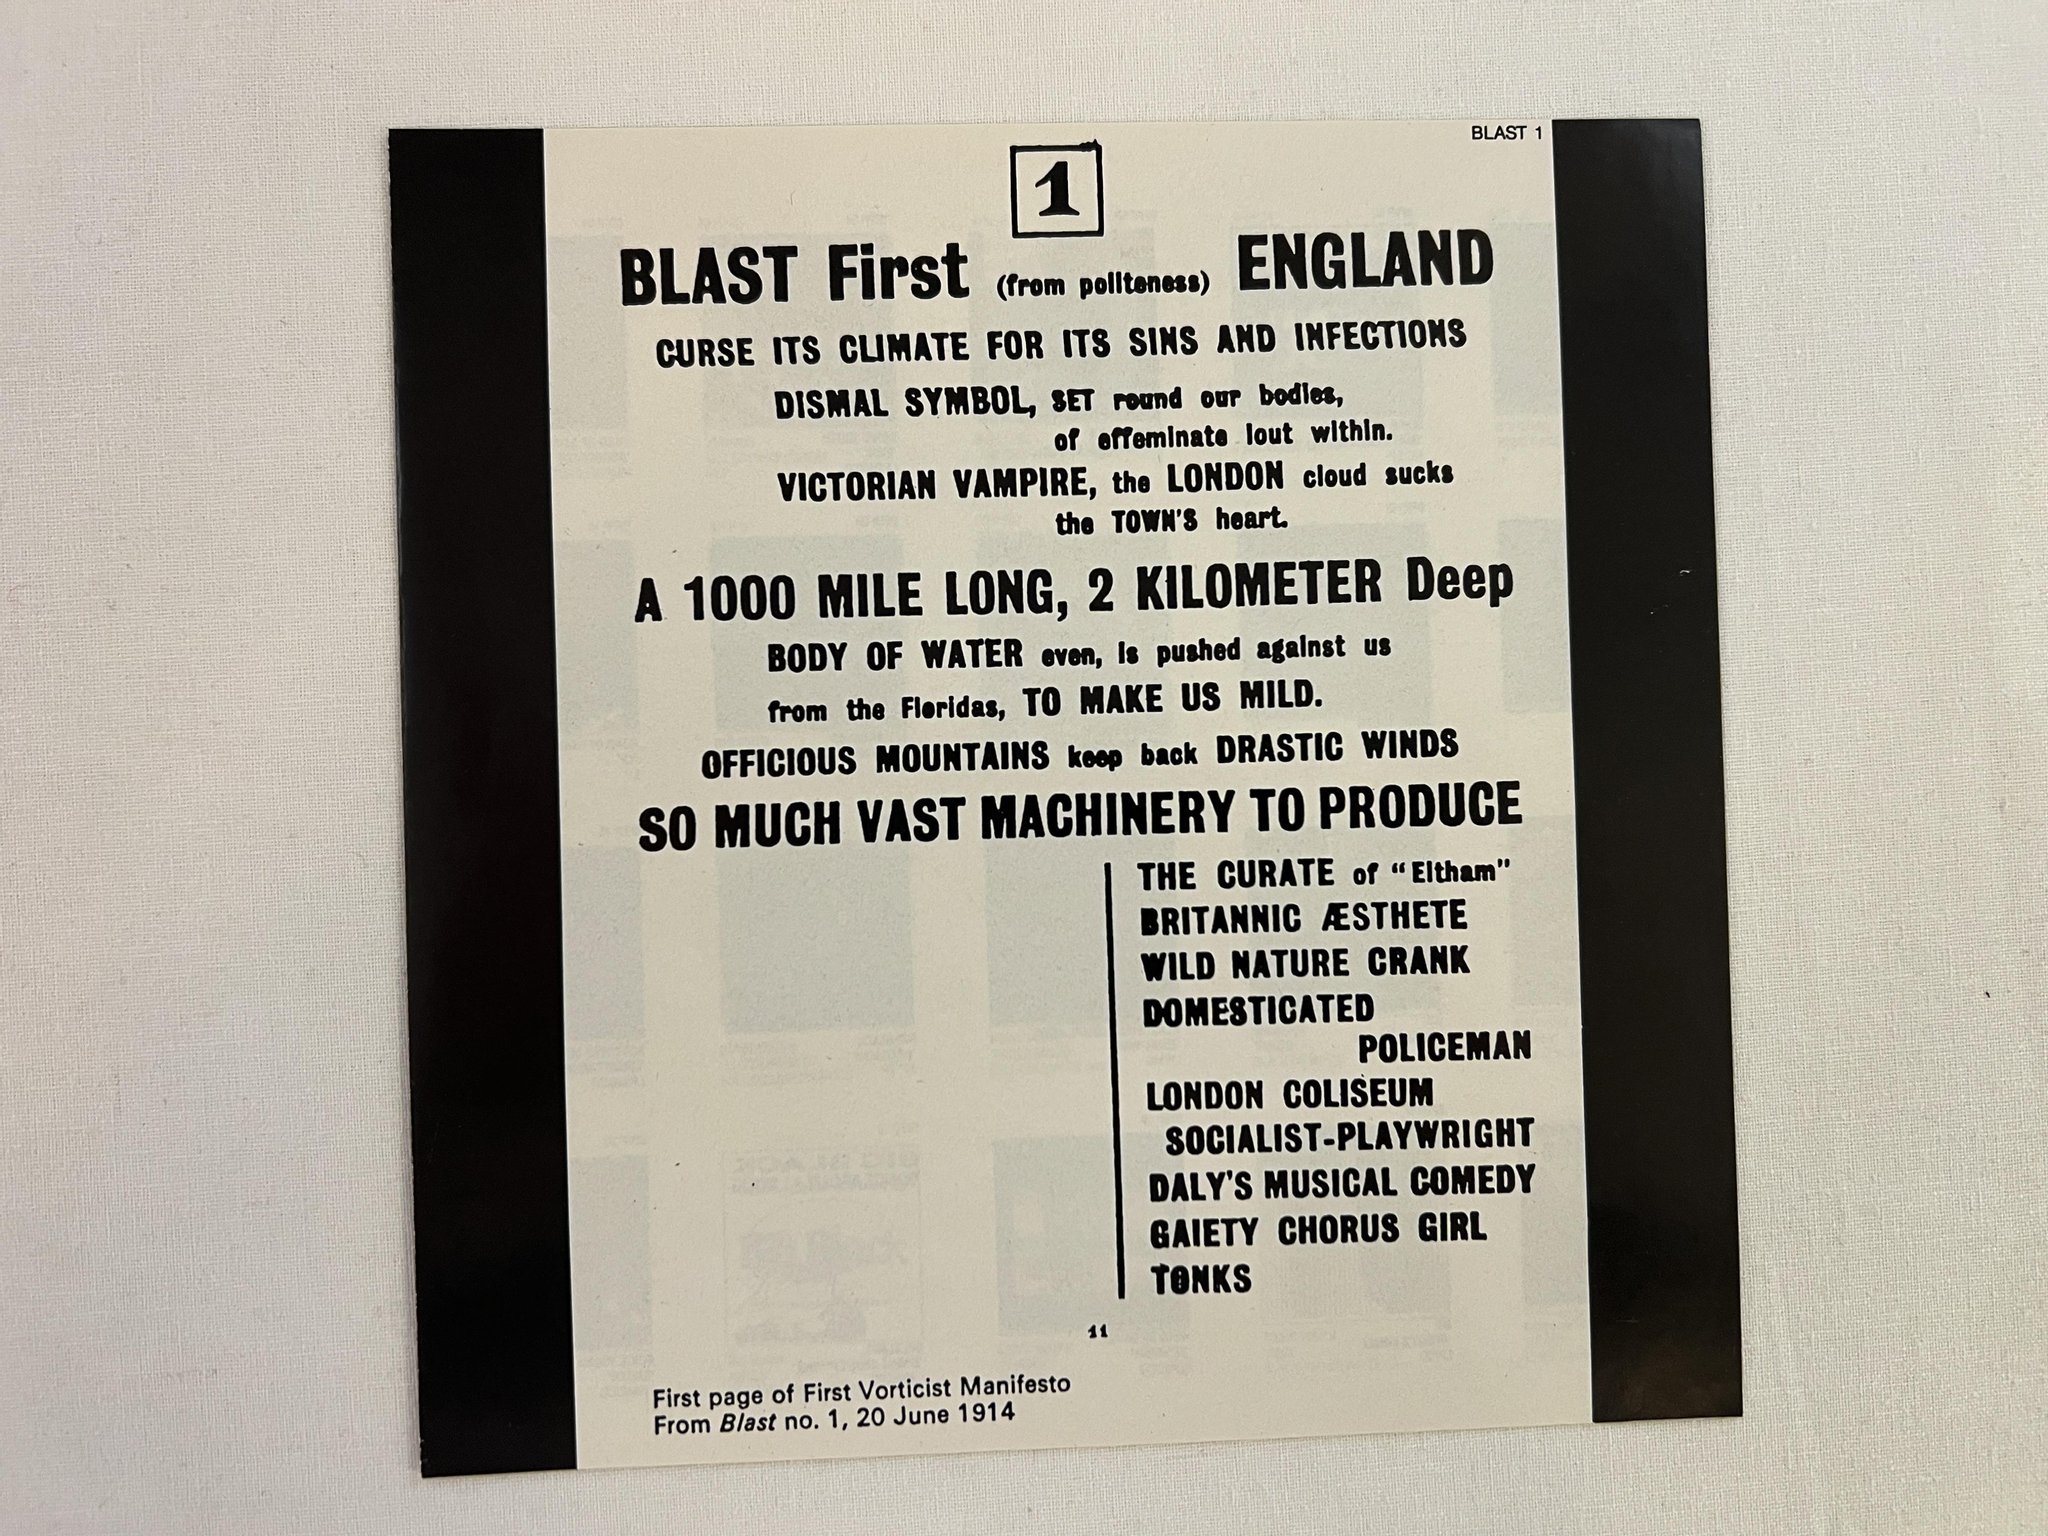 BLAST 1
1
BLAST First (from politeness) ENGLAND
CURSE ITS CLIMATE FOR ITS SINS AND INFECTIONS
DISMAL SYMBOL, SET round our bodies,
of effeminate lout within.
VICTORIAN VAMPIRE, the LONDON cloud sucks
the TOWN'S heart.
A 1000 MILE LONG, 2 KILOMETER Deep
BODY OF WATER even, is pushed against us
from the Floridas, TO MAKE US MILD.
OFFICIOUS MOUNTAINS keep back DRASTIC WINDS
SO MUCH VAST MACHINERY TO PRODUCE
THE CURATE of “Eltham”
BRITANNIC ÆSTHETE
WILD NATURE CRANK
DOMESTICATED
POLICEMAN
LONDON COLISEUM
SOCIALIST-PLAYWRIGHT
DALY'S MUSICAL COMEDY
GAIETY CHORUS GIRL
TONKS
11
First page of First Vorticist Manifesto
From Blast no. 1, 20 June 1914